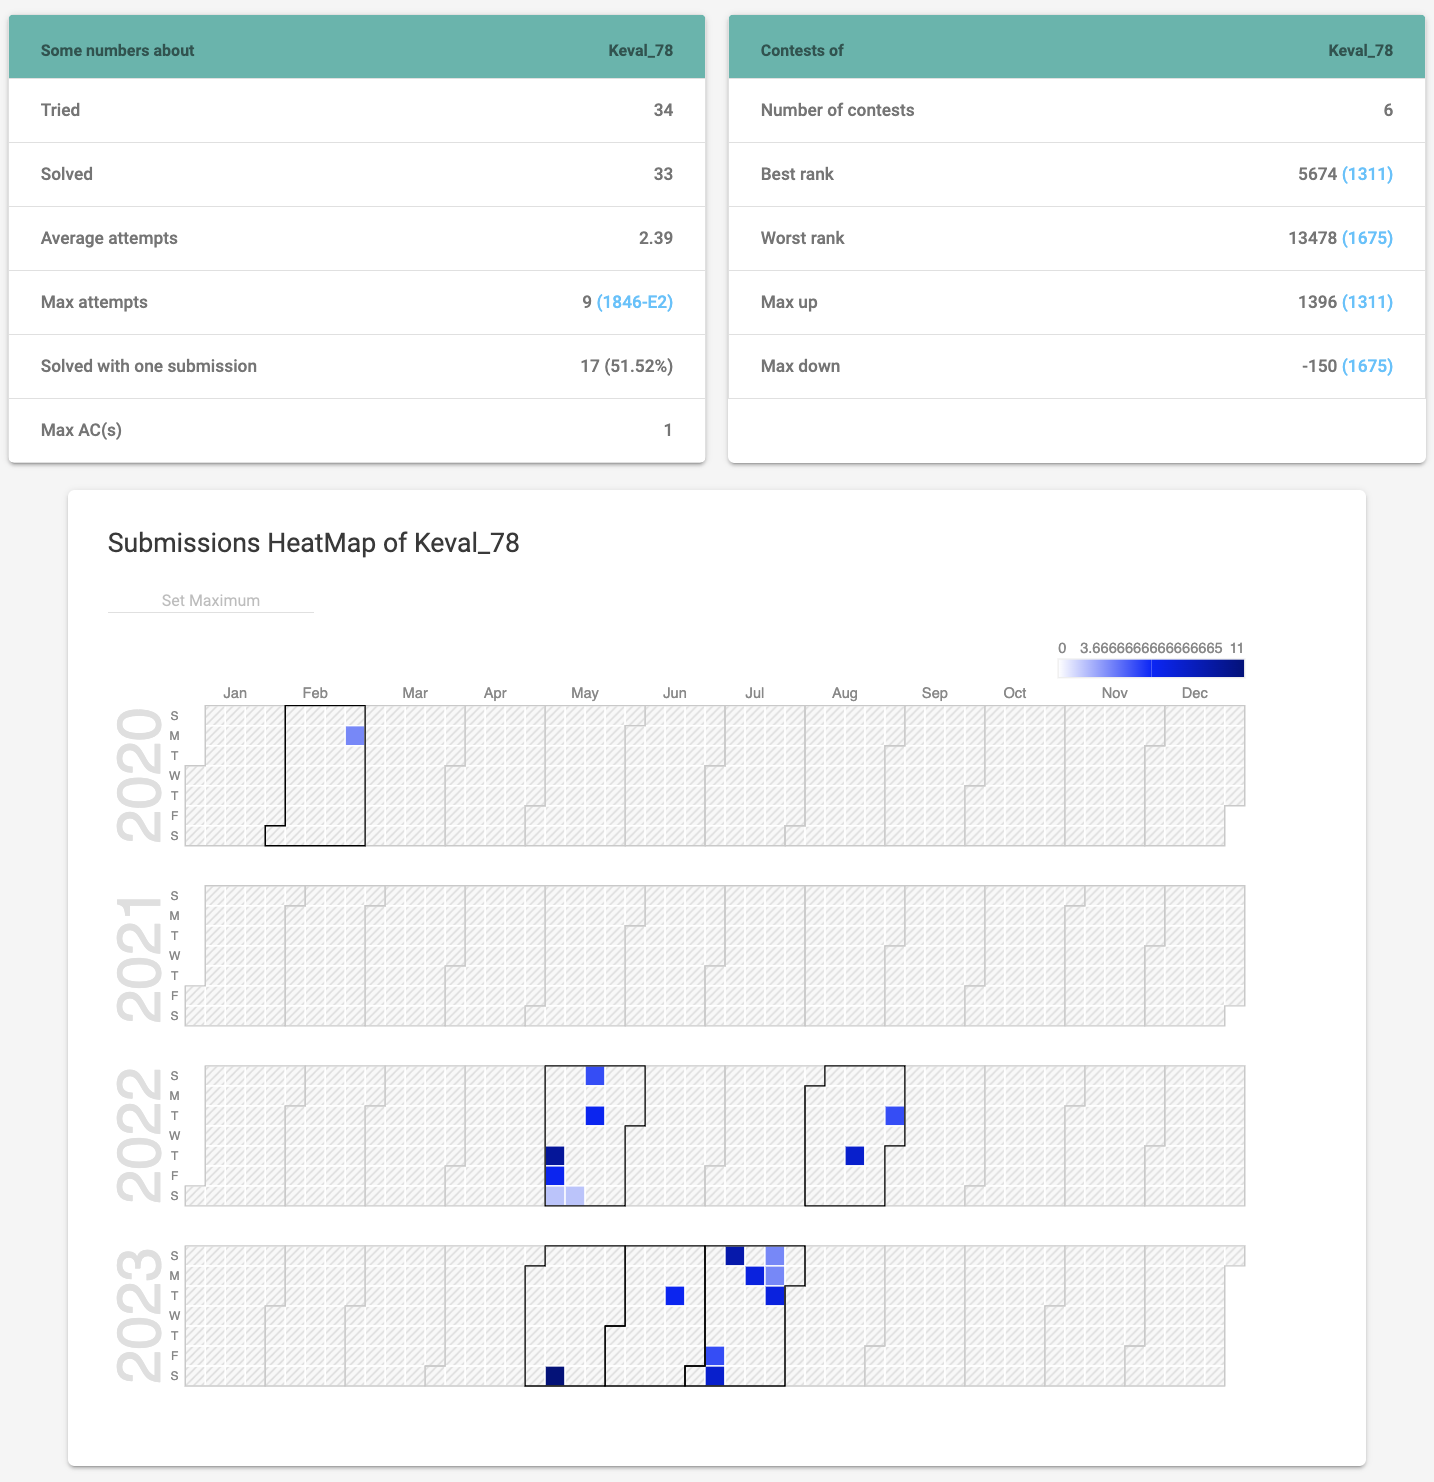 Some numbers about Keval_78
Tried 34
Solved 33
Average attempts 2.39
Max attempts 9 (1846-E2)
Solved with one submission 17 (51.52%)
Max AC(s) 1
Contests of Keval_78
Number of contests 6
Best rank 5674 (1311)
Worst rank 13478 (1675)
Max up 1396 (1311)
Max down -150 (1675)
Submissions HeatMap of Keval_78
Set Maximum
0 3.6666666666666665 11
Jan Feb Mar Apr May Jun Jul Aug Sep Oct Nov Dec
2020
S
M
T
W
T
F
S
2021
S
M
T
W
T
F
S
2022
S
M
T
W
T
F
S
2023
S
M
T
W
T
F
S